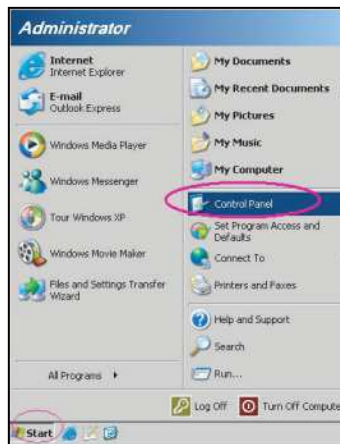 Administrator
Internet
Internet Explorer
E-mail
Outlook Express
Windows Media Player
Windows Messenger
Tour Windows XP
Windows Movie Maker
Files and Settings Transfer
Wizard
All Programs
My Documents
My Recent Documents
My Pictures
My Music
My Computer
Control Panel
Set Program Access and
Defaults
Connect To
Printers and Faxes
Help and Support
Search
Run...
Log Off
Turn Off Compute
Start